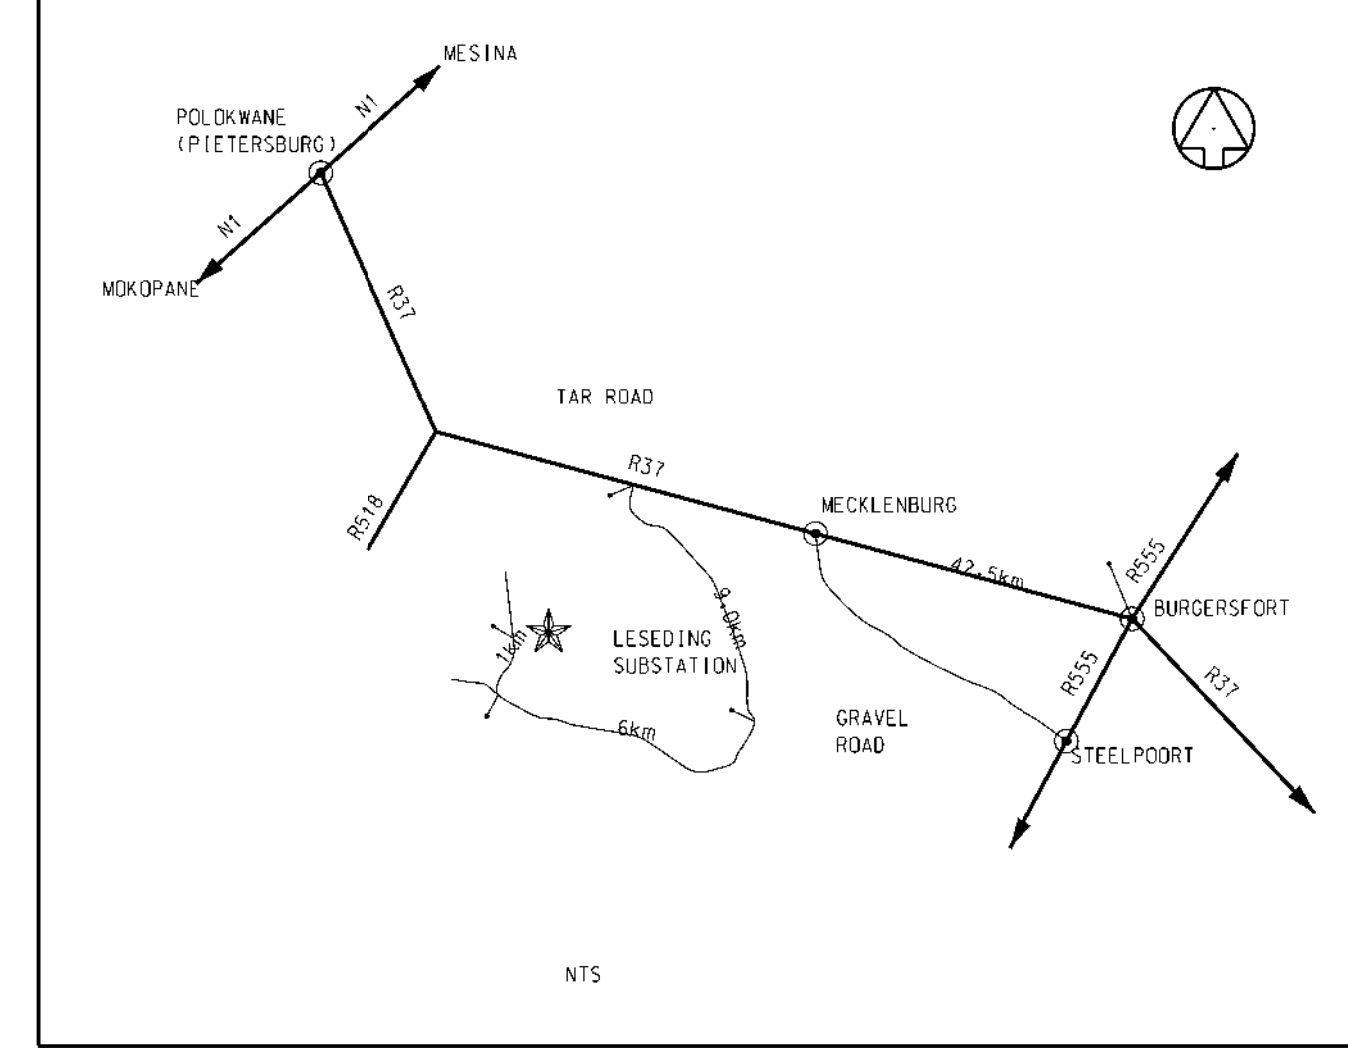 MESINA
N1
POLOKWANE
(PIETERSBURG)
N1
MOKOPANE
R37
TAR ROAD
R37
R518
MECKLENBURG
42.5km
R555
BURGERSFORT
9.0km
LESEDING
SUBSTATION
1km
R555
R37
GRAVEL
ROAD
6km
STEELPOORT
NTS